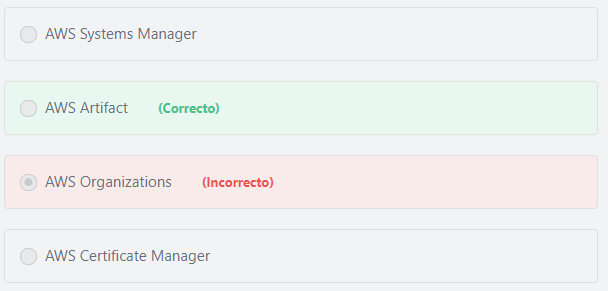 AWS Systems Manager
AWS Artifact (Correcto)
AWS Organizations (Incorrecto)
AWS Certificate Manager